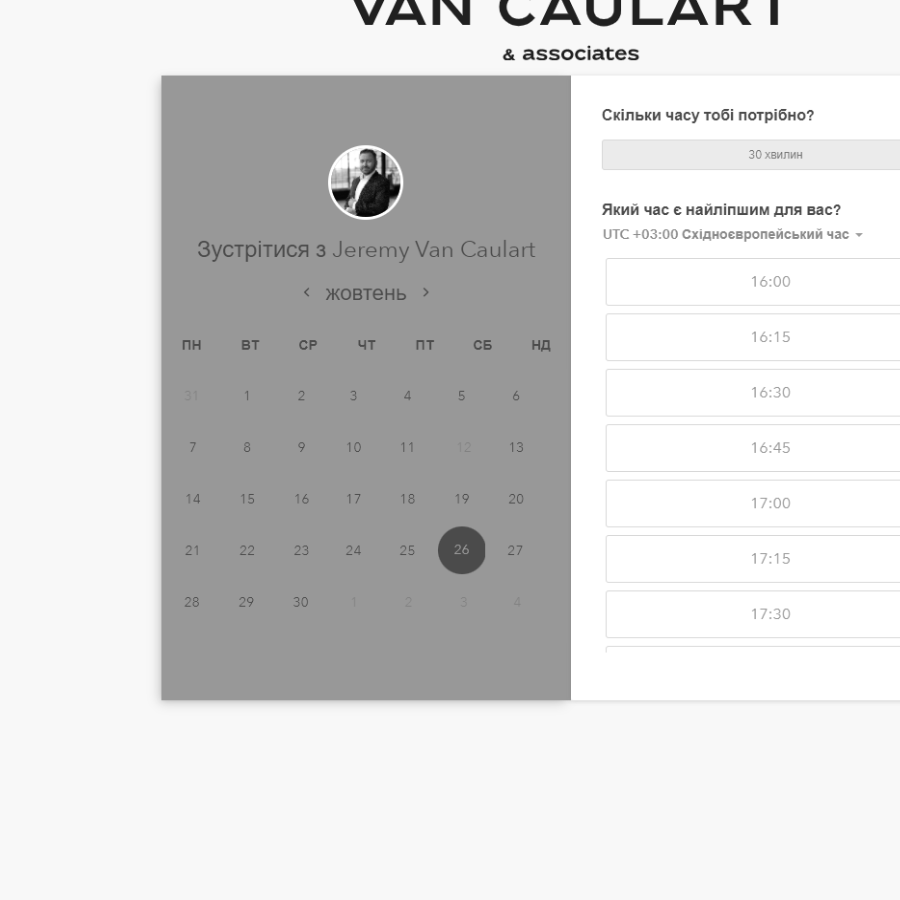 VAN CAULART
& associates
Зустрітися з Jeremy Van Caulart
жовтень
ПН ВТ СР ЧТ ПТ СБ НД
31 1 2 3 4 5 6
7 8 9 10 11 12 13
14 15 16 17 18 19 20
21 22 23 24 25 26 27
28 29 30 1 2 3 4
Скільки часу тобі потрібно?
30 хвилин
Який час є найліпшим для вас?
UTC +03:00 Східноєвропейський час
16:00
16:15
16:30
16:45
17:00
17:15
17:30